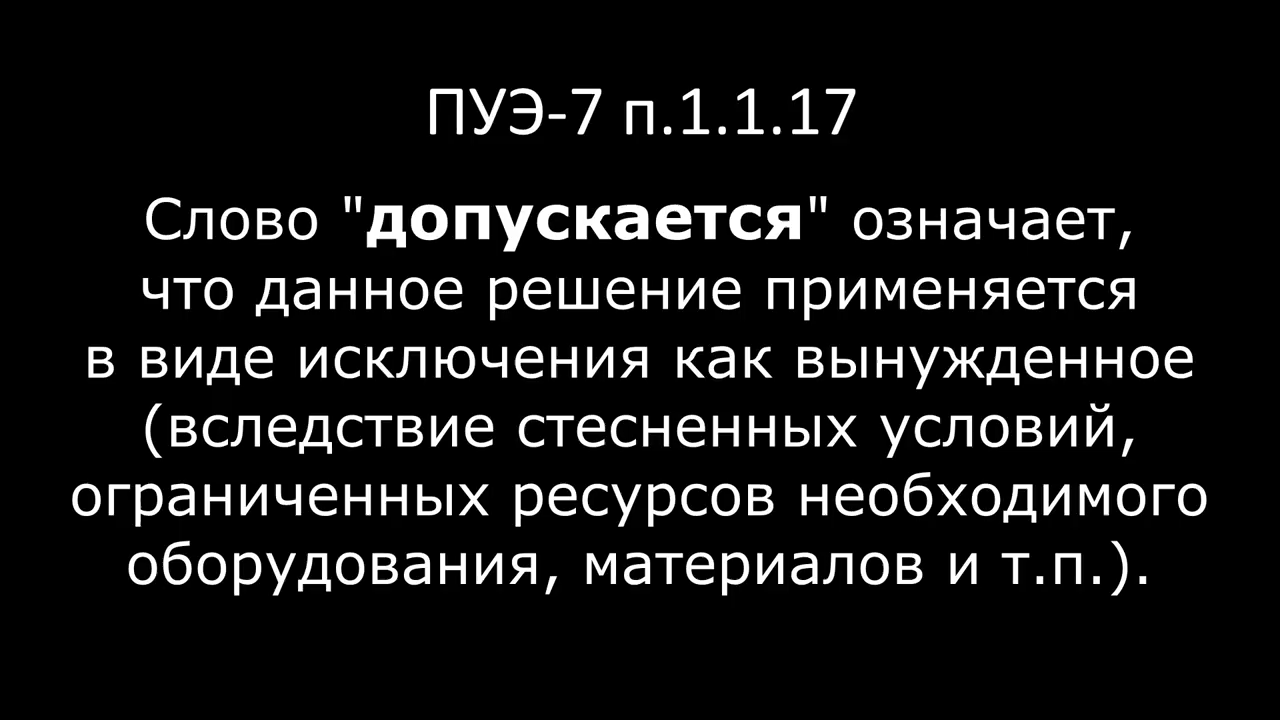 ПУЭ-7 п.1.1.17
Слово "допускается" означает,
что данное решение применяется
в виде исключения как вынужденное
(вследствие стесненных условий,
ограниченных ресурсов необходимого
оборудования, материалов и т.п.).